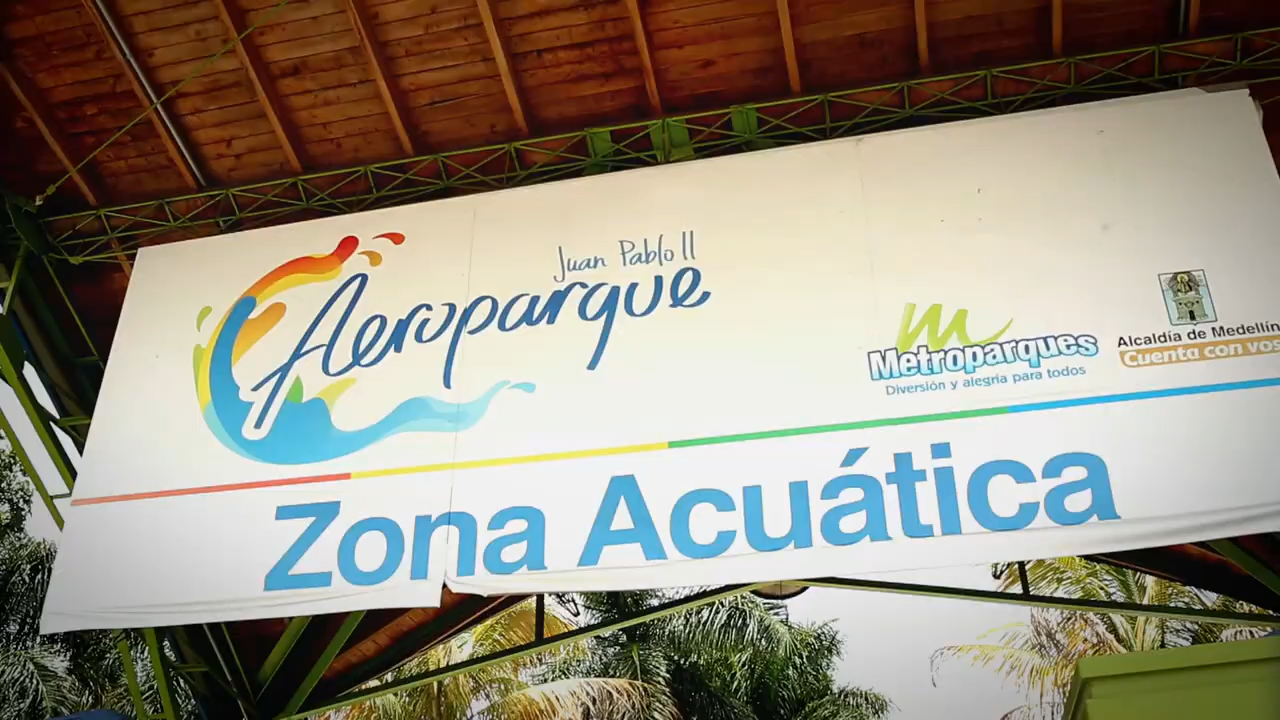 Juan Pablo II
Aeroparque
Metroparques
Diversión y alegría para todos
Alcaldía de Medellín
Cuenta con vos
Zona Acuática